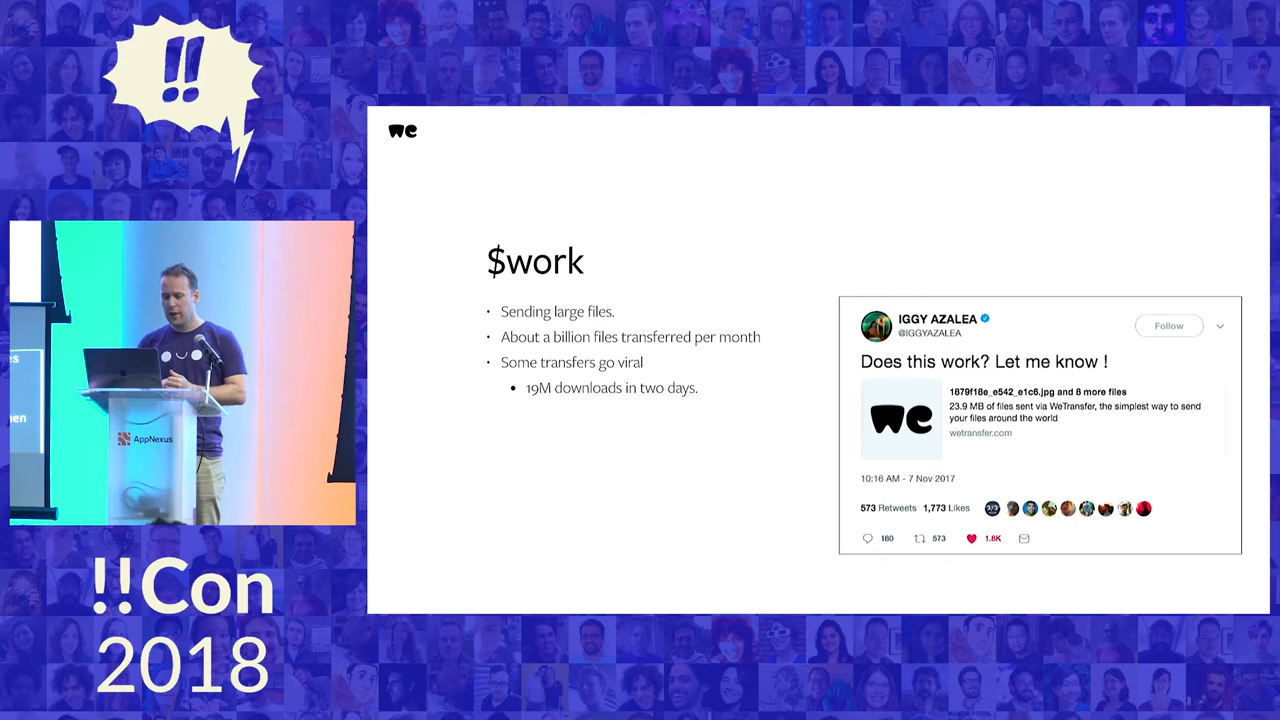 !!
we
$work
• Sending large files.
• About a billion files transferred per month
• Some transfers go viral
• 19M downloads in two days.
IGGY AZALEA
@IGGYAZALEA
Follow
Does this work? Let me know !
we
1879f18e_e542_e1c6.jpg and 8 more files
23.9 MB of files sent via WeTransfer, the simplest way to send
your files around the world
wetransfer.com
10:16 AM - 7 Nov 2017
573 Retweets 1,773 Likes
180 573 1.8K
AppNexus
!!Con
2018